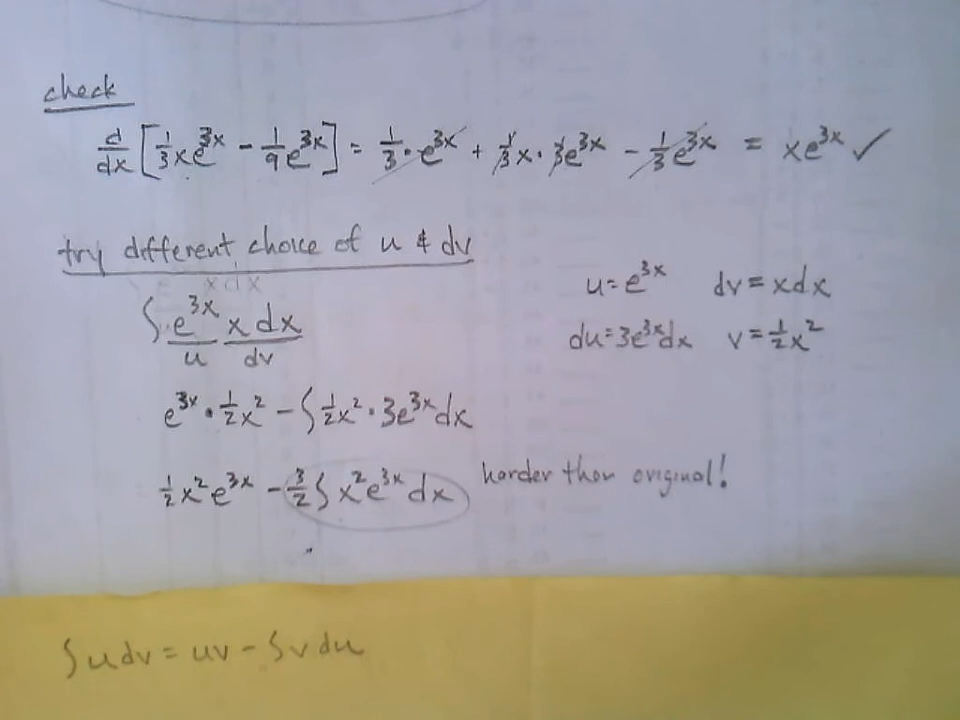 check
d/dx [1/3 xe^3x - 1/9 e^3x] = 1/3 • e^3x + 1/3 x • 3e^3x - 1/3 e^3x = xe^3x ✓
try different choice of u & dv
xdx
∫ e^3x x dx
u dv
u = e^3x dv = xdx
du = 3e^3x dx v = 1/2 x^2
e^3x • 1/2 x^2 - ∫ 1/2 x^2 • 3e^3x dx
1/2 x^2 e^3x - 3/2 ∫ x^2 e^3x dx harder than original!
∫ u dv = uv - ∫ v du